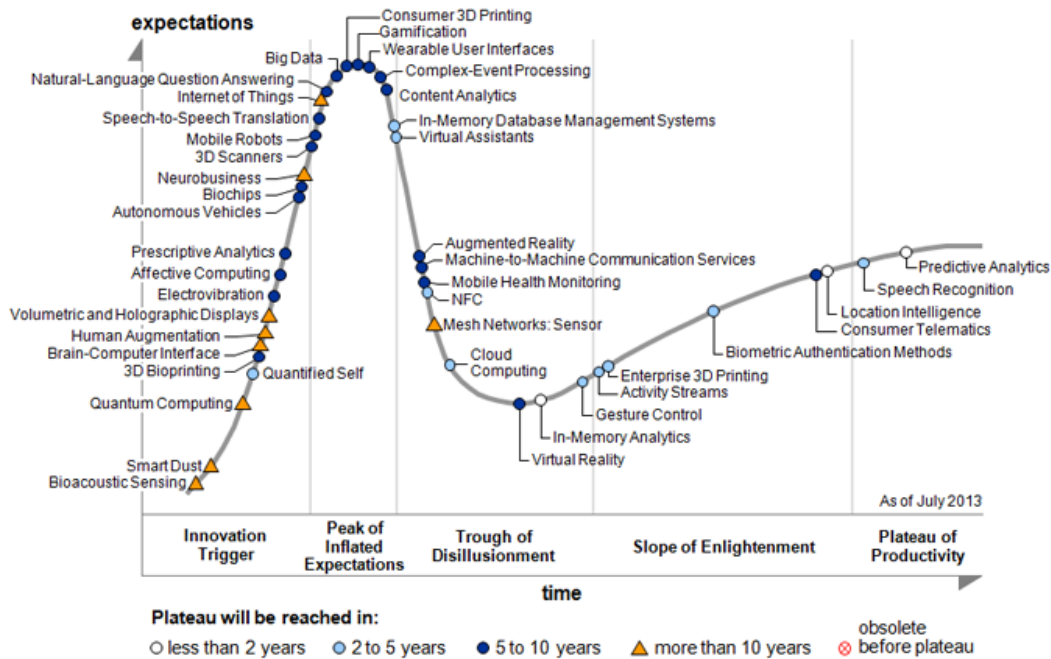 expectations
Consumer 3D Printing
Gamification
Wearable User Interfaces
Big Data
Complex-Event Processing
Natural-Language Question Answering
Internet of Things
Content Analytics
Speech-to-Speech Translation
In-Memory Database Management Systems
Mobile Robots
Virtual Assistants
3D Scanners
Neurobusiness
Biochips
Autonomous Vehicles
Augmented Reality
Prescriptive Analytics
Machine-to-Machine Communication Services
Predictive Analytics
Affective Computing
Mobile Health Monitoring
Speech Recognition
Electrovibration
NFC
Volumetric and Holographic Displays
Mesh Networks: Sensor
Location Intelligence
Human Augmentation
Consumer Telematics
Brain-Computer Interface
Cloud
Computing
Biometric Authentication Methods
3D Bioprinting
Quantified Self
Enterprise 3D Printing
Activity Streams
Quantum Computing
Gesture Control
In-Memory Analytics
Virtual Reality
Smart Dust
Bioacoustic Sensing
As of July 2013
Innovation
Trigger
Peak of
Inflated
Expectations
Trough of
Disillusionment
Slope of Enlightenment
Plateau of
Productivity
time
Plateau will be reached in:
less than 2 years
2 to 5 years
5 to 10 years
more than 10 years
obsolete
before plateau